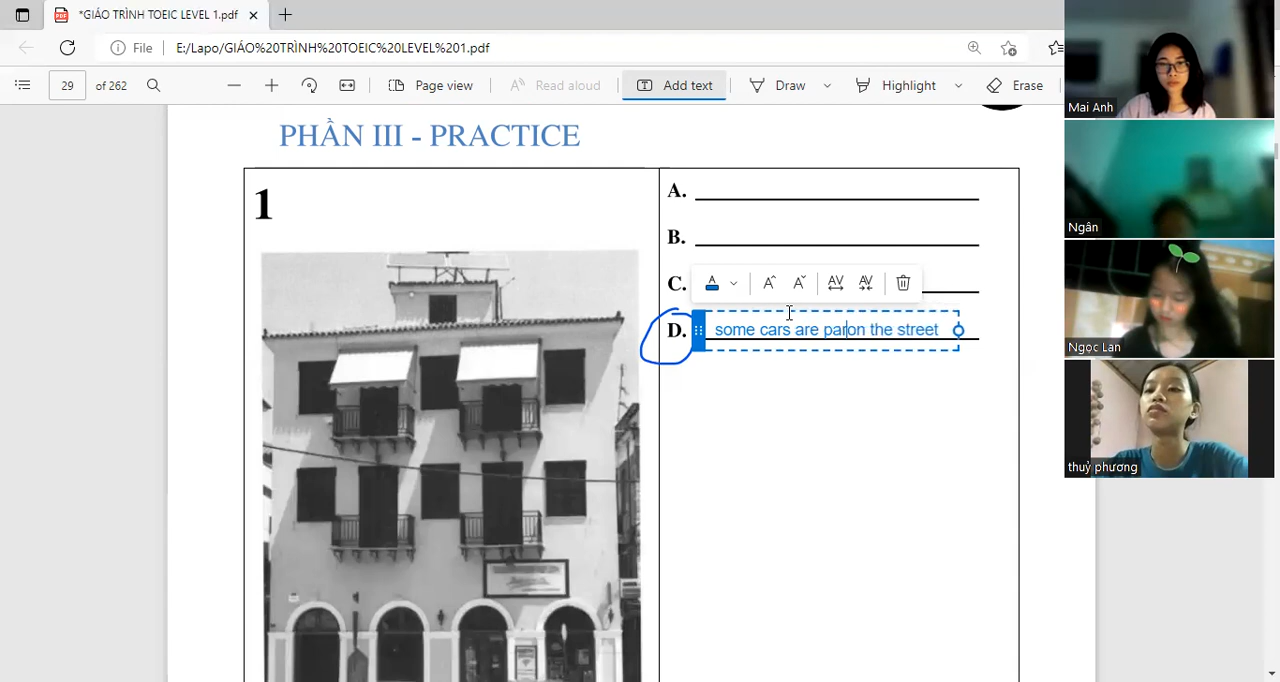 *GIÁO TRÌNH TOEIC LEVEL 1.pdf
File E:/Lapo/GIÁO%20TRÌNH%20TOEIC%20LEVEL%201.pdf
29 of 262 Page view Read aloud Add text Draw Highlight Erase
PHẦN III - PRACTICE
1
A.
B.
C.
D. some cars are paron the street
Mai Anh
Ngân
Ngọc Lan
thuỷ phương